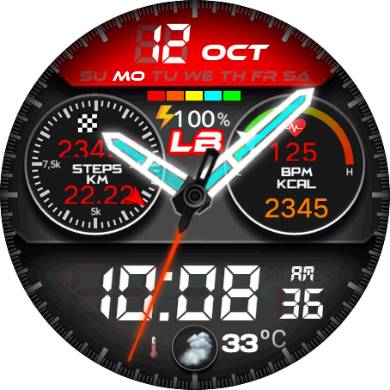 12 OCT
SU MO TU WE TH FR SA
100%
LB
7,5k
STEPS
KM
22.22
5k
125
BPM
KCAL
H
2345
10:08 AM
36
33°C